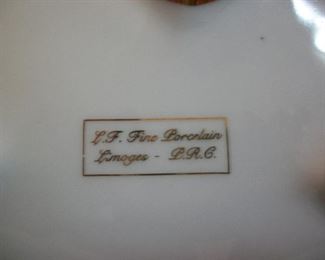 L.F. Fine Porcelain
Limoges - P.R.C.